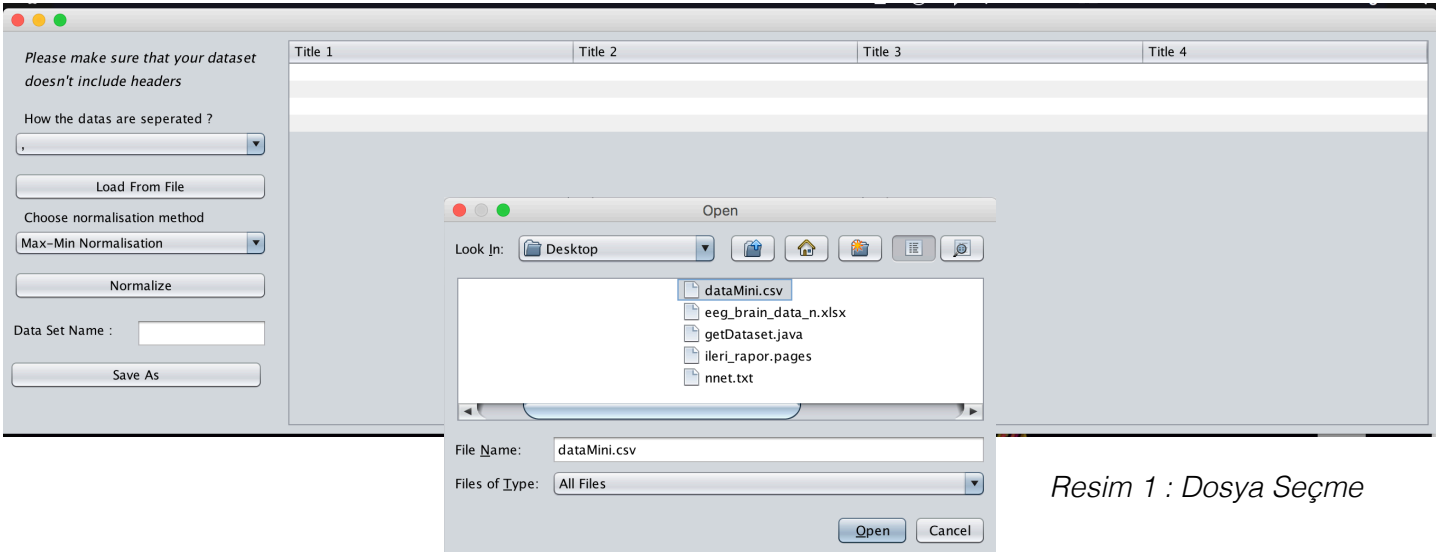 Please make sure that your dataset
doesn't include headers
How the datas are seperated ?
,
Load From File
Choose normalisation method
Max-Min Normalisation
Normalize
Data Set Name :
Save As
Title 1 Title 2 Title 3 Title 4
Open
Look In: Desktop
dataMini.csv
eeg_brain_data_n.xlsx
getDataset.java
ileri_rapor.pages
nnet.txt
File Name: dataMini.csv
Files of Type: All Files
Open Cancel
Resim 1 : Dosya Seçme